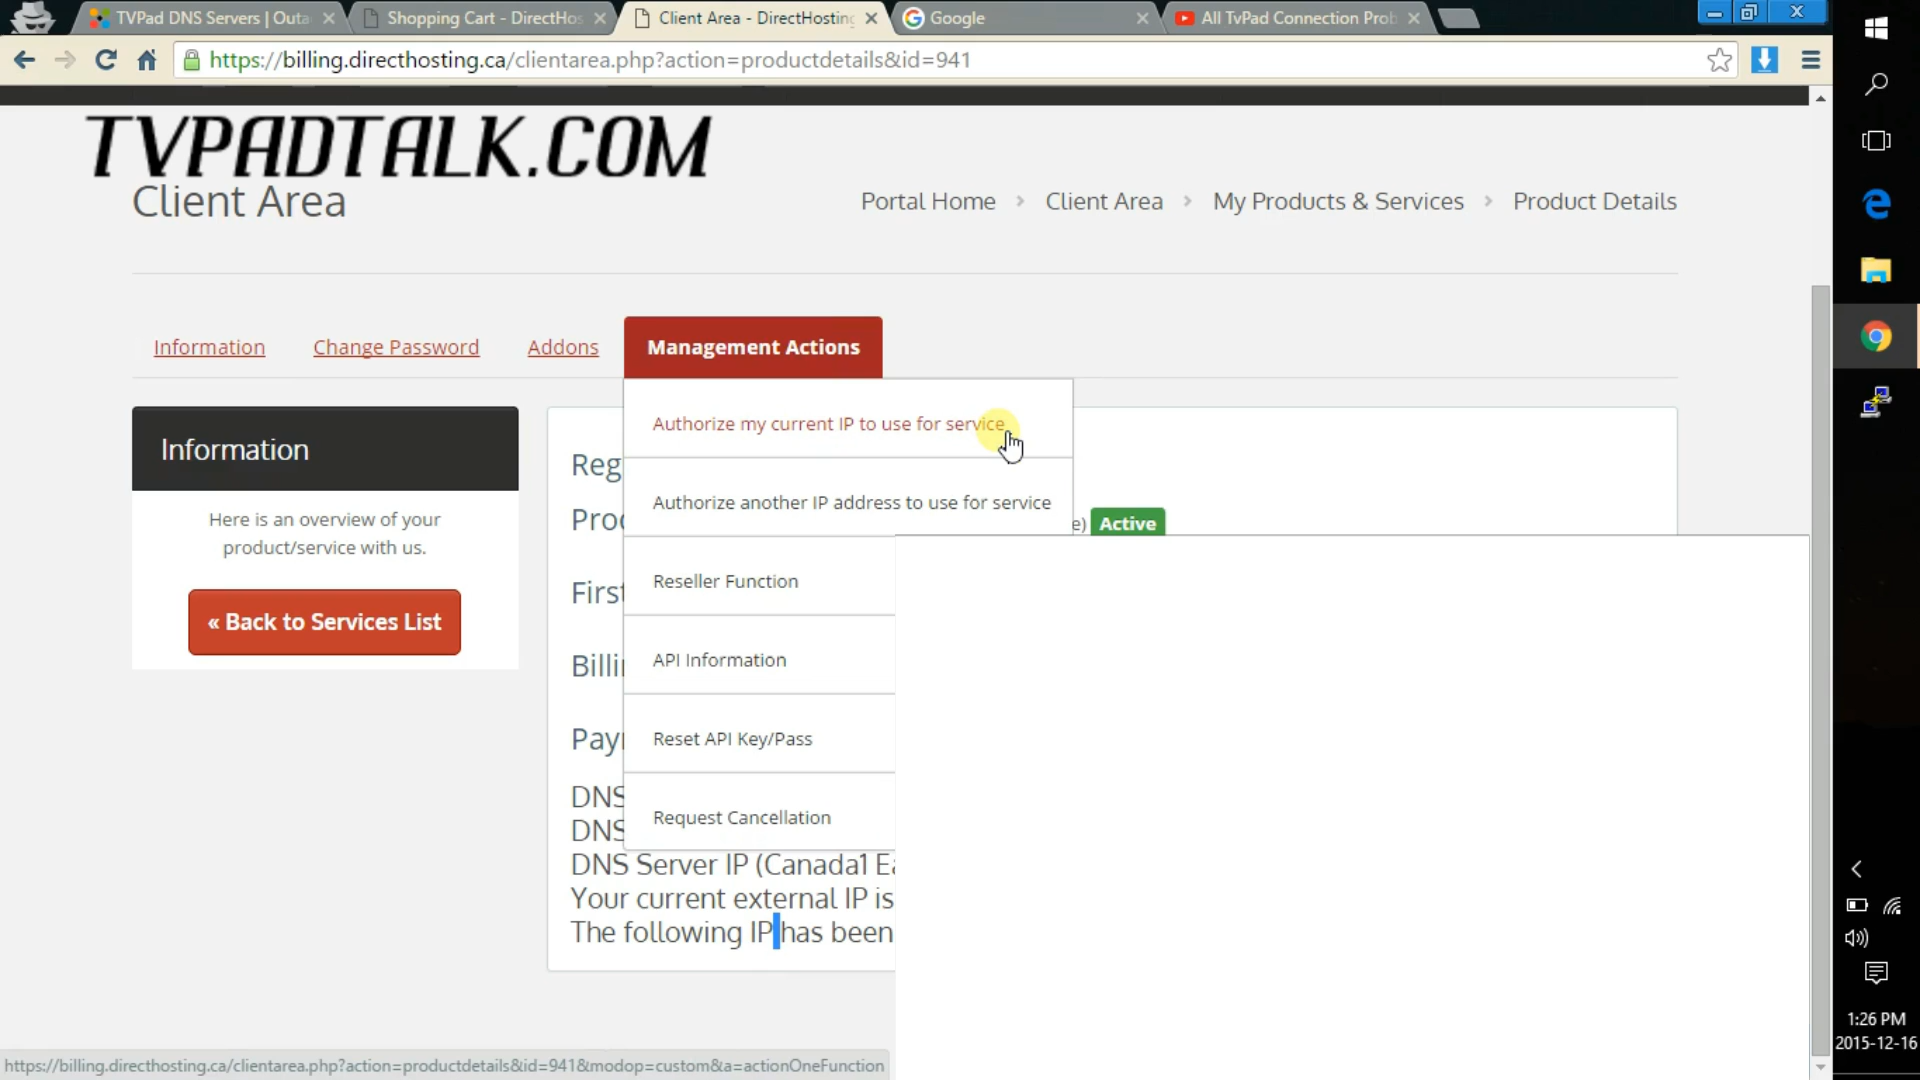 TVPad DNS Servers | Outa
Shopping Cart - DirectHos
Client Area - DirectHosting
Google
All TvPad Connection Prob
https://billing.directhosting.ca/clientarea.php?action=productdetails&id=941
TVPADTALK.COM
Client Area
Portal Home > Client Area > My Products & Services > Product Details
Information
Change Password
Addons
Management Actions
Information
Here is an overview of your
product/service with us.
« Back to Services List
Authorize my current IP to use for service
Authorize another IP address to use for service
Reseller Function
API Information
Reset API Key/Pass
Request Cancellation
Reg
Prod
e) Active
First
Billi
Pay
DNS
DNS
DNS Server IP (Canada1 Ea
Your current external IP is
The following IP has been
https://billing.directhosting.ca/clientarea.php?action=productdetails&id=941&modop=custom&a=actionOneFunction
1:26 PM
2015-12-16